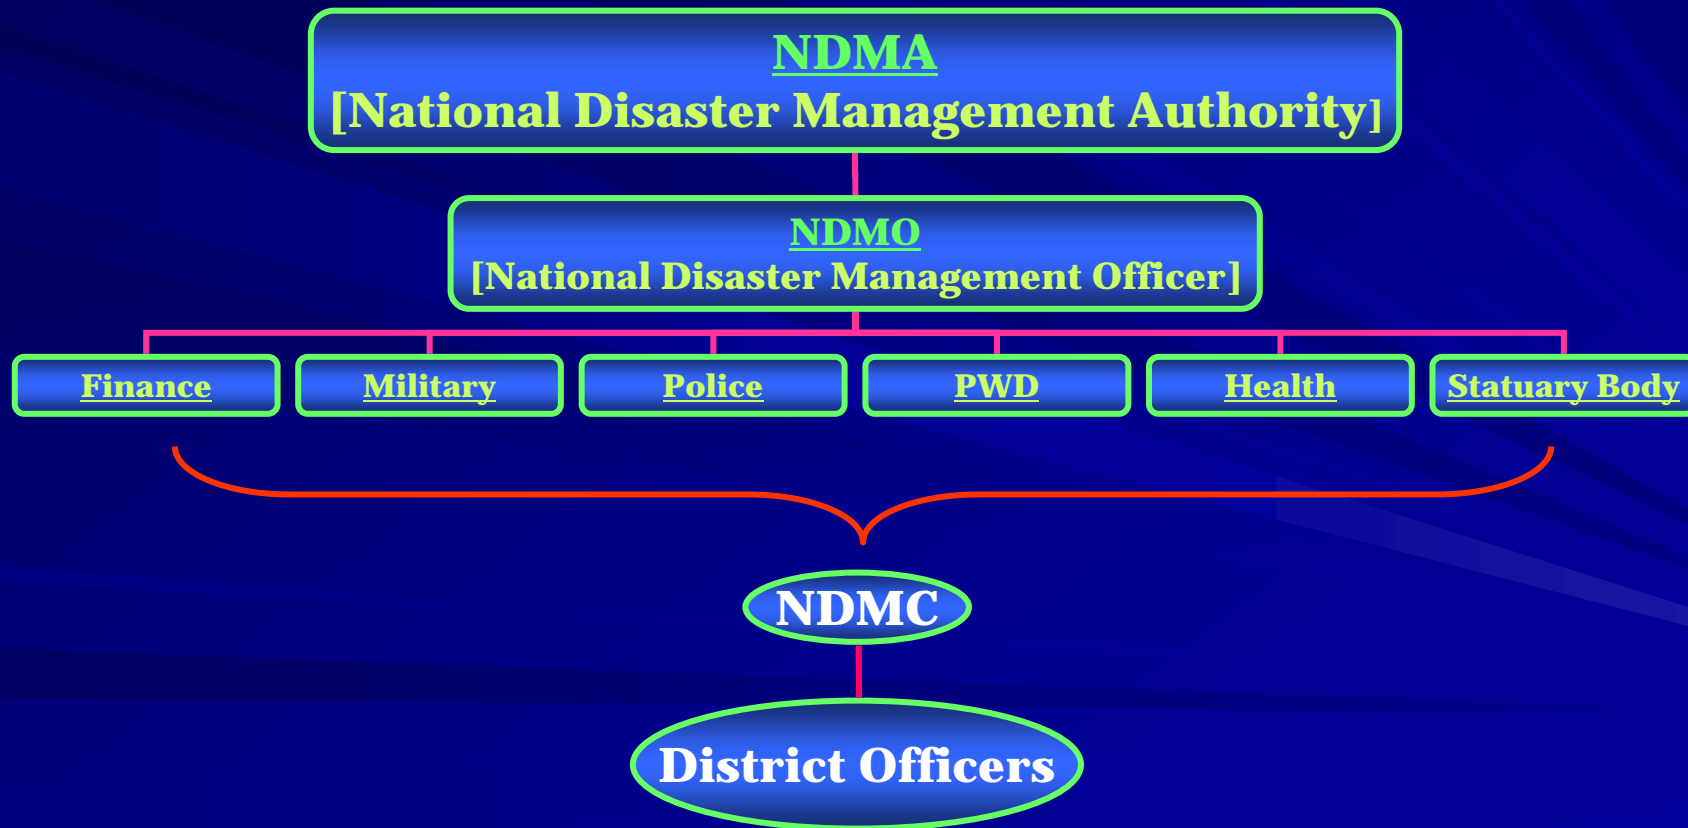 NDMA
[National Disaster Management Authority]
NDMO
[National Disaster Management Officer]
Finance
Military
Police
PWD
Health
Statuary Body
NDMC
District Officers